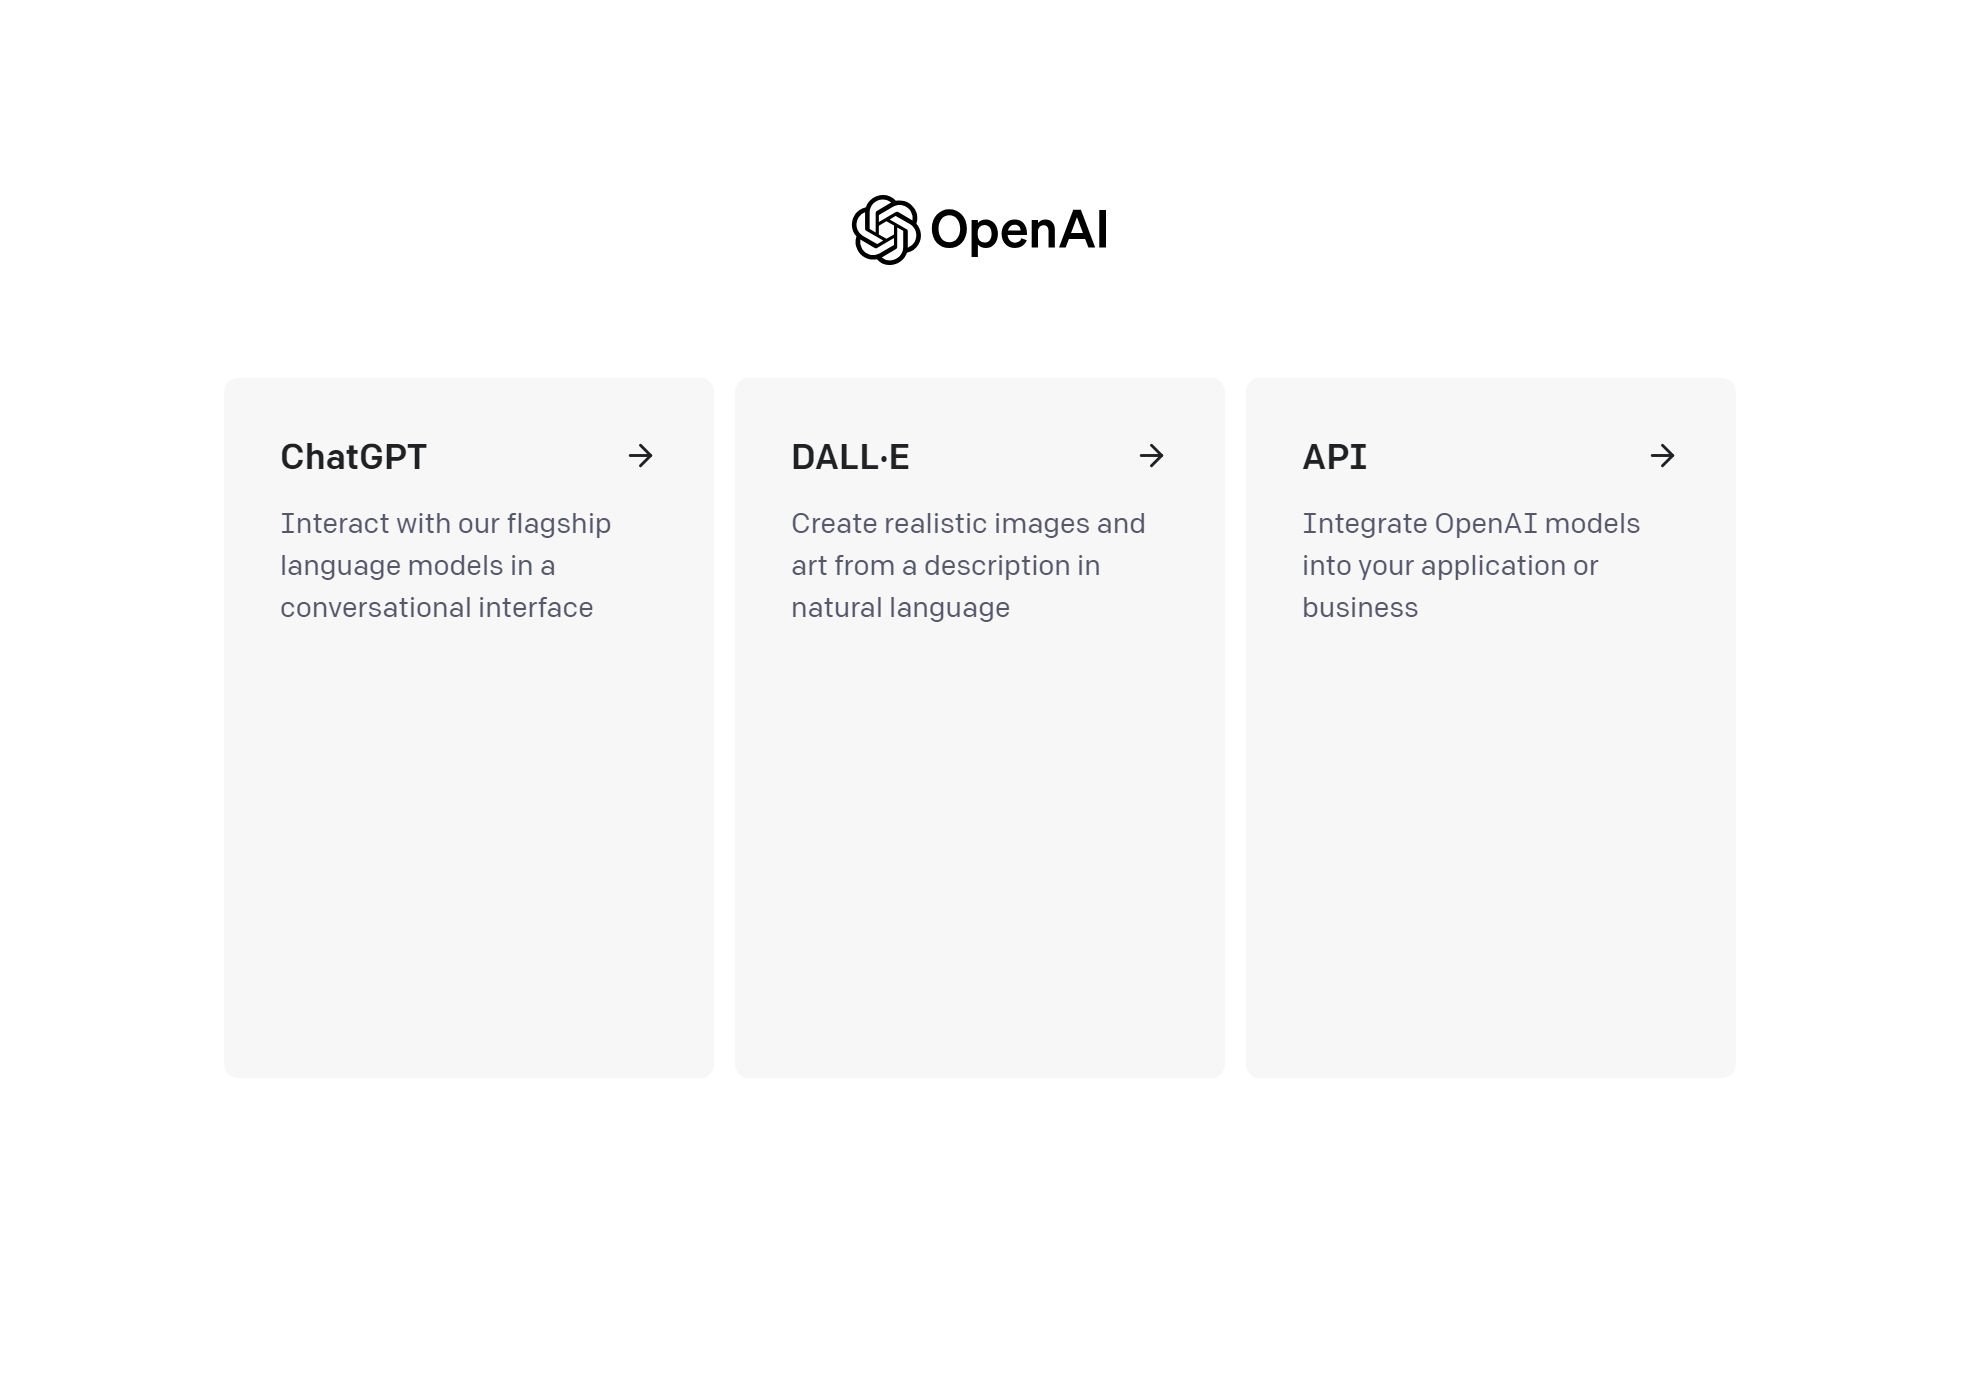 OpenAI
ChatGPT
Interact with our flagship
language models in a
conversational interface
DALL·E
Create realistic images and
art from a description in
natural language
API
Integrate OpenAI models
into your application or
business